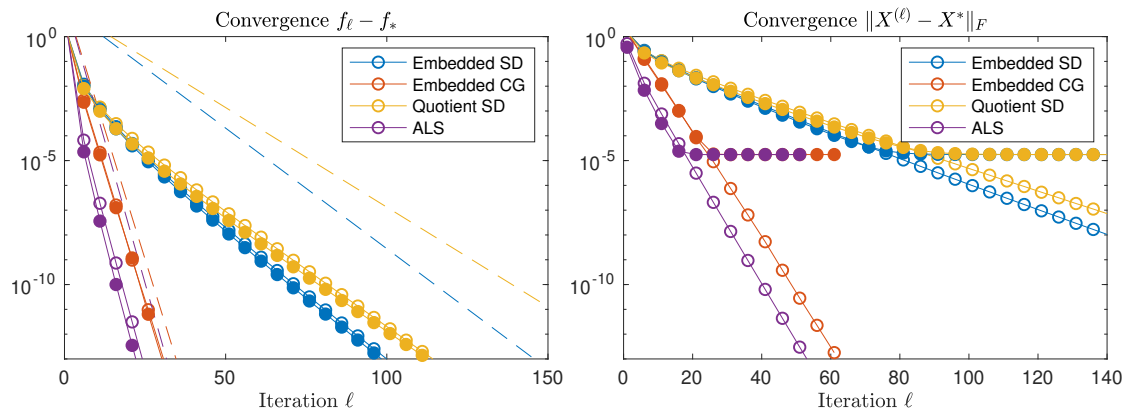 Convergence $f_\ell - f_*$
10^0
10^{-5}
10^{-10}
0
50
100
150
Iteration ℓ
Embedded SD
Embedded CG
Quotient SD
ALS
Convergence $\|X^{(\ell)} - X^*\|_F$
10^0
10^{-5}
10^{-10}
0
20
40
60
80
100
120
140
Iteration ℓ
Embedded SD
Embedded CG
Quotient SD
ALS